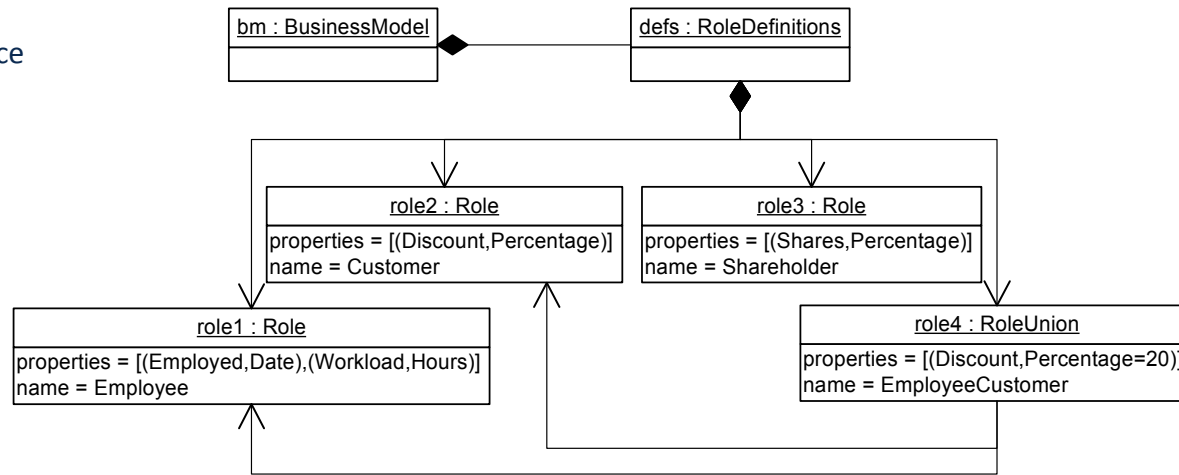 bm : BusinessModel
defs : RoleDefinitions
ce
role2 : Role
properties = [(Discount,Percentage)]
name = Customer
role3 : Role
properties = [(Shares,Percentage)]
name = Shareholder
role1 : Role
properties = [(Employed,Date),(Workload,Hours)]
name = Employee
role4 : RoleUnion
properties = [(Discount,Percentage=20)]
name = EmployeeCustomer